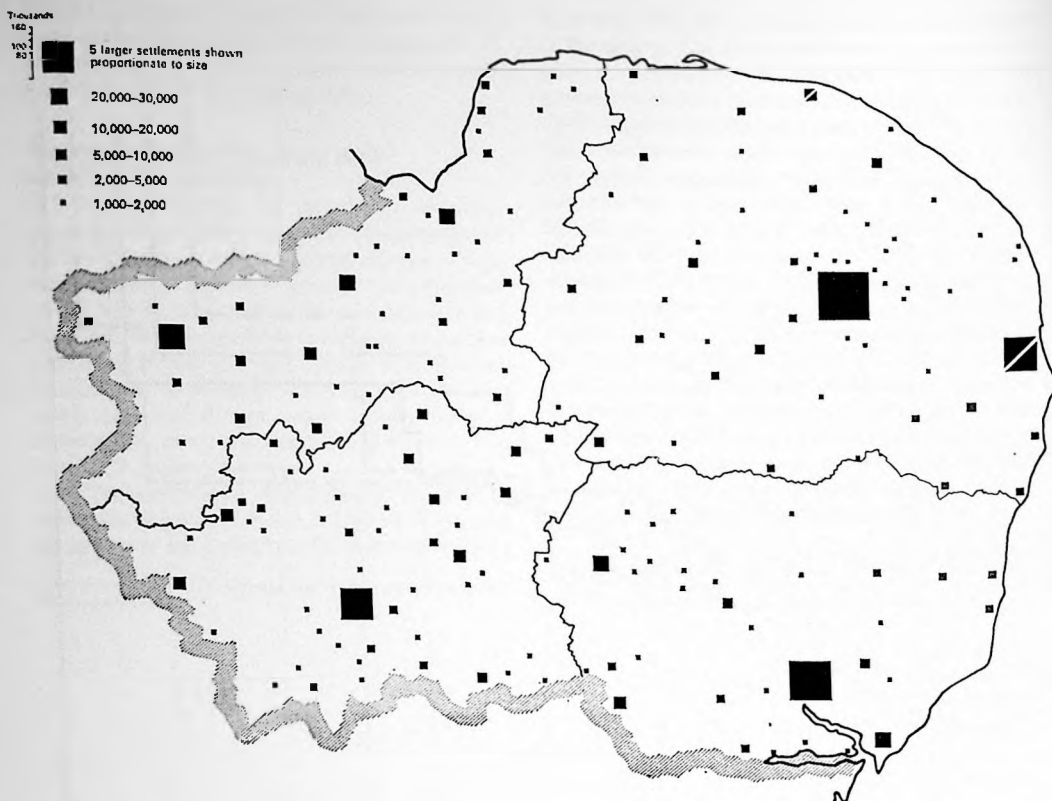 Thousands
160
100
80
5 larger settlements shown
proportionate to size
20,000–30,000
10,000–20,000
5,000–10,000
2,000–5,000
1,000–2,000